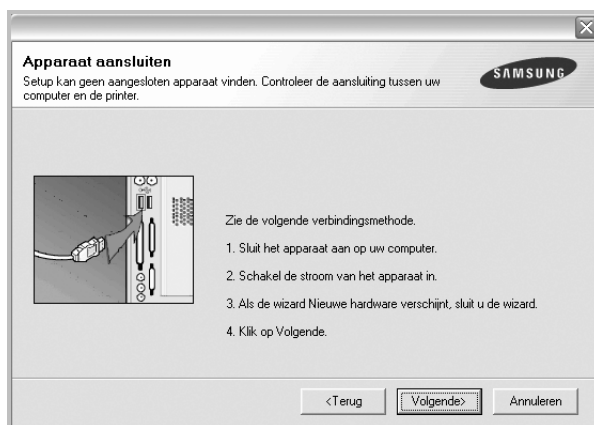 Apparaat aansluiten
Setup kan geen aangesloten apparaat vinden. Controleer de aansluiting tussen uw
computer en de printer.
SAMSUNG
Zie de volgende verbindingsmethode.
1. Sluit het apparaat aan op uw computer.
2. Schakel de stroom van het apparaat in.
3. Als de wizard Nieuwe hardware verschijnt, sluit u de wizard.
4. Klik op Volgende.
<Terug
Volgende>
Annuleren